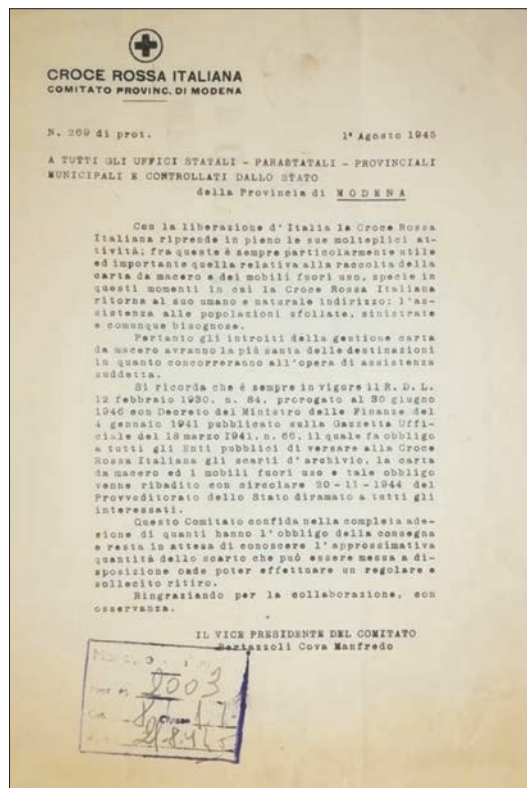 CROCE ROSSA ITALIANA
COMITATO PROVINC. DI MODENA
N. 269 di prot. 1° Agosto 1945
A TUTTI GLI UFFICI STATALI - PARASTATALI - PROVINCIALI
MUNICIPALI E CONTROLLATI DALLO STATO
della Provincia di MODENA
Con la liberazione d'Italia la Croce Rossa
Italiana riprende in pieno le sue molteplici at-
tività; fra queste è sempre particolarmente utile
ed importante quella relativa alla raccolta della
carta da macero e dei mobili fuori uso, specie in
questi momenti in cui la Croce Rossa Italiana
ritorna al suo umano e naturale indirizzo: l'as-
sistenza alle popolazioni sfollate, sinistrate
e comunque bisognose.
Pertanto gli introiti della gestione carta
da macero avranno la più santa delle destinazioni
in quanto concorreranno all'opera di assistenza
suddetta.
Si ricorda che è sempre in vigore il R. D. L.
12 febbraio 1930. n. 84, prorogato al 30 giugno
1946 con Decreto del Ministro delle Finanze del
4 gennaio 1941 pubblicato sulla Gazzetta Uffi-
ciale del 18 marzo 1941. n. 66, il quale fa obbligo
a tutti gli Enti pubblici di versare alla Croce
Rossa Italiana gli scarti d'archivio, la carta
da macero ed i mobili fuori uso e tale obbligo
venne ribadito con circolare 20-11-1944 del
Provveditorato dello Stato diramato a tutti gli
interessati.
Questo Comitato confida nella completa ade-
sione di quanti hanno l'obbligo della consegna
e resta in attesa di conoscere l'approssimativa
quantità dello scarto che può essere messa a di-
sposizione onde poter effettuare un regolare e
sollecito ritiro.
Ringraziando per la collaborazione, con
osservanza.
IL VICE PRESIDENTE DEL COMITATO
Bertazzoli Cova Manfredo
2003
Classe